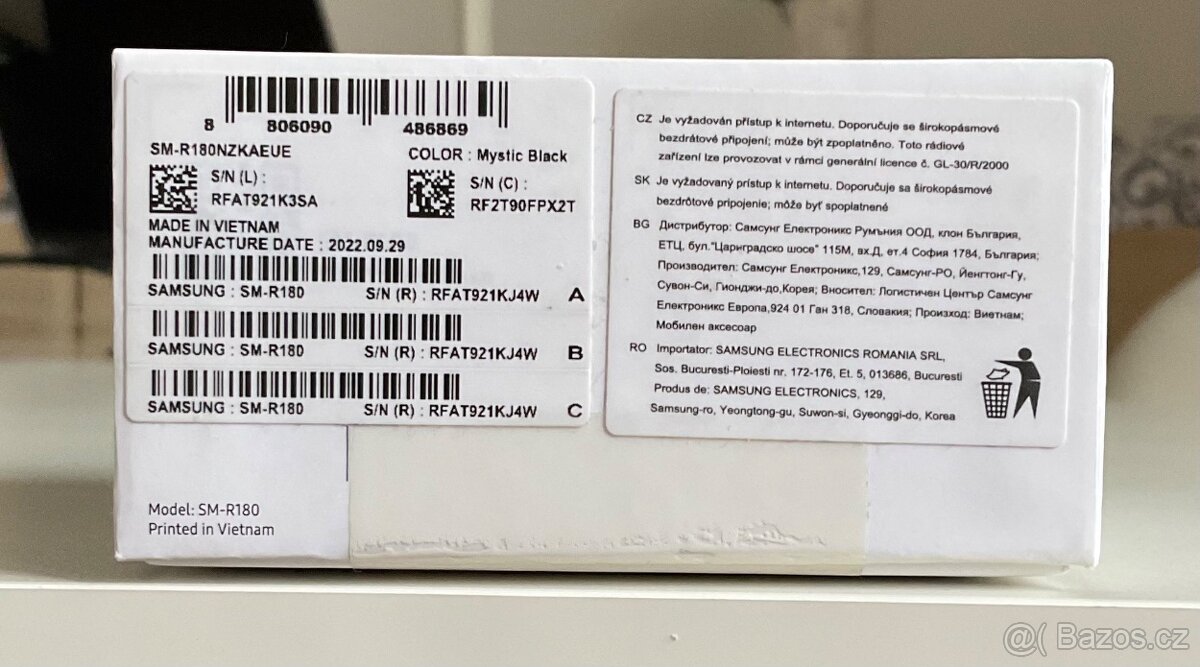 8 806090 486869
SM-R180NZKAEUE
COLOR : Mystic Black
S/N (L) :
RFAT921K3SA
S/N (C) :
RF2T90FPX2T
MADE IN VIETNAM
MANUFACTURE DATE : 2022.09.29
SAMSUNG : SM-R180 S/N (R) : RFAT921KJ4W A
SAMSUNG : SM-R180 S/N (R) : RFAT921KJ4W B
SAMSUNG : SM-R180 S/N (R) : RFAT921KJ4W C
Model: SM-R180
Printed in Vietnam
CZ Je vyžadován přístup k internetu. Doporučuje se širokopásmové
bezdrátové připojení; může být zpoplatněno. Toto rádiové
zařízení lze provozovat v rámci generální licence č. GL-30/R/2000
SK Je vyžadovaný prístup k internetu. Doporučuje sa širokopásmové
bezdrôtové pripojenie; môže byť spoplatnené
BG Дистрибутор: Самсунг Електроникс Румъния ООД, клон България,
ЕТЦ, бул."Цариградско шосе" 115М, вх.Д, ет.4 София 1784, България;
Производител: Самсунг Електроникс,129, Самсунг-РО, Йенгтонг-Гу,
Сувон-Си, Гионджи-до,Корея; Вносител: Логистичен Център Самсунг
Електроникс Европа,924 01 Ган 318, Словакия; Произход: Виетнам;
Мобилен аксесоар
RO Importator: SAMSUNG ELECTRONICS ROMANIA SRL,
Sos. Bucuresti-Ploiesti nr. 172-176, Et. 5, 013686, Bucuresti
Produs de: SAMSUNG ELECTRONICS, 129,
Samsung-ro, Yeongtong-gu, Suwon-si, Gyeonggi-do, Korea
@( Bazos.cz